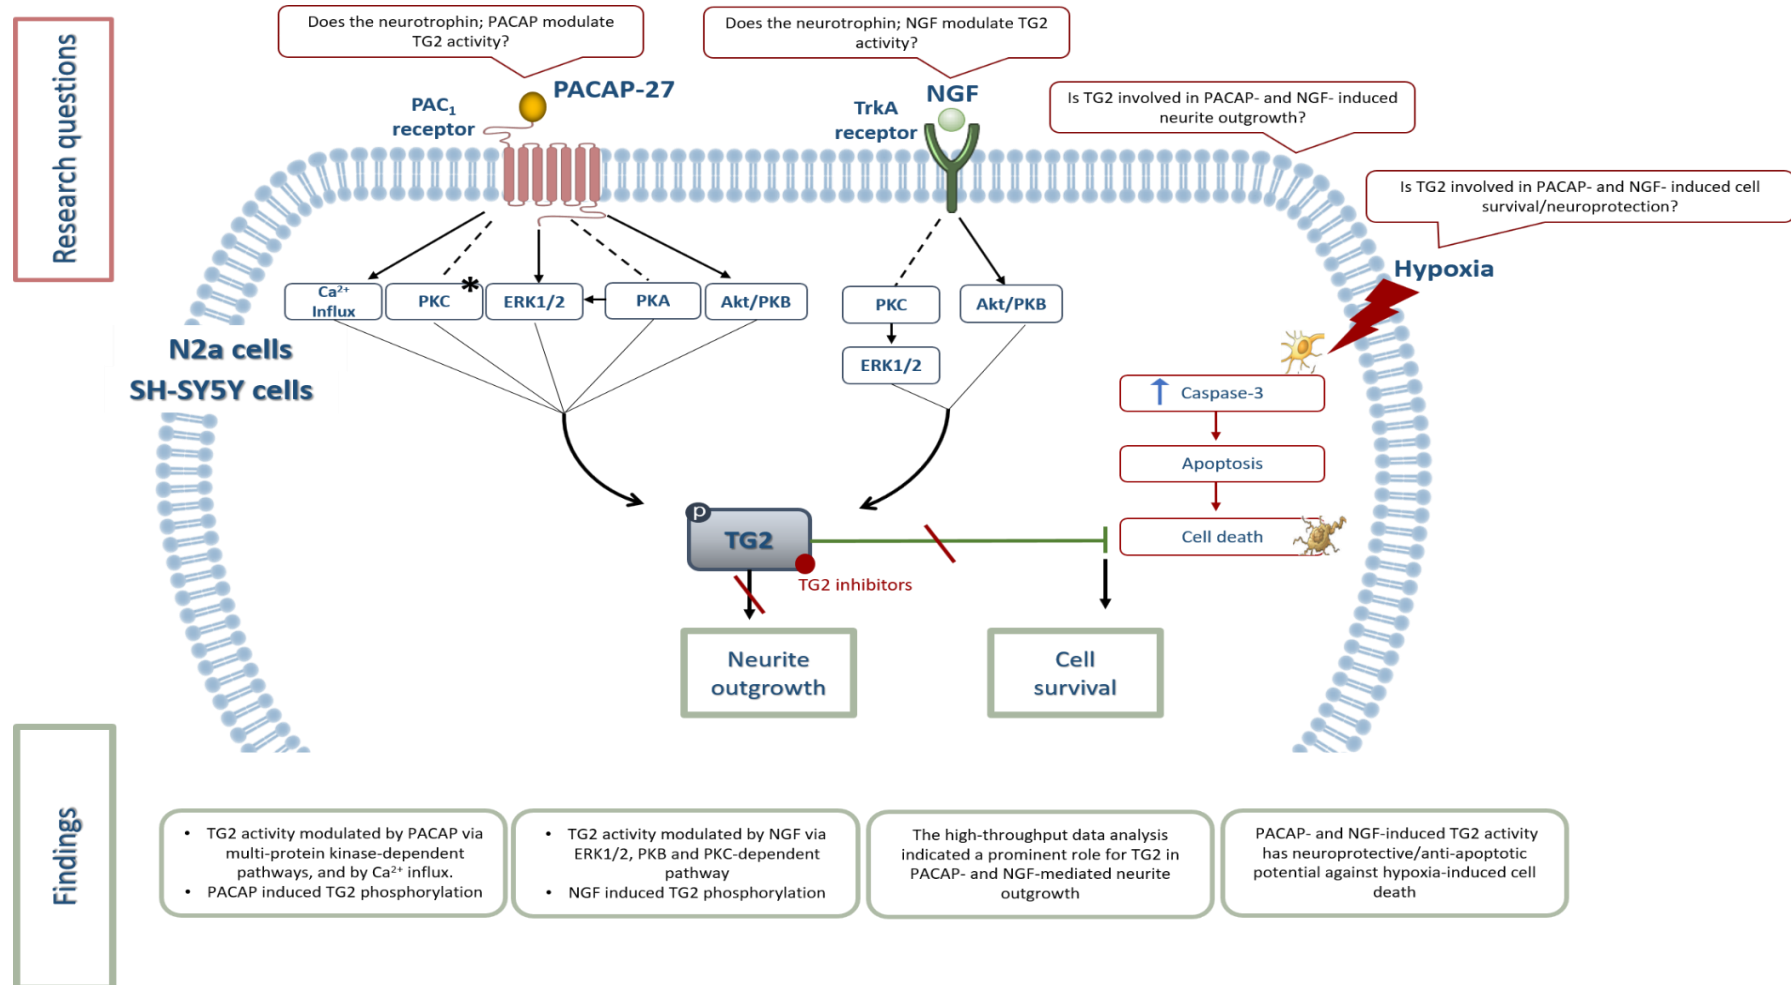 Research questions
Does the neurotrophin; PACAP modulate
TG2 activity?
Does the neurotrophin; NGF modulate TG2
activity?
Is TG2 involved in PACAP- and NGF- induced
neurite outgrowth?
Is TG2 involved in PACAP- and NGF- induced cell
survival/neuroprotection?
PACAP-27
PAC₁
receptor
NGF
TrkA
receptor
Hypoxia
Ca²⁺
Influx
PKC
*
ERK1/2
PKA
Akt/PKB
PKC
Akt/PKB
ERK1/2
N2a cells
SH-SY5Y cells
Caspase-3
Apoptosis
Cell death
p
TG2
TG2 inhibitors
Neurite
outgrowth
Cell
survival
Findings
• TG2 activity modulated by PACAP via
multi-protein kinase-dependent
pathways, and by Ca²⁺ influx.
• PACAP induced TG2 phosphorylation
• TG2 activity modulated by NGF via
ERK1/2, PKB and PKC-dependent
pathway
• NGF induced TG2 phosphorylation
The high-throughput data analysis
indicated a prominent role for TG2 in
PACAP- and NGF-mediated neurite
outgrowth
PACAP- and NGF-induced TG2 activity
has neuroprotective/anti-apoptotic
potential against hypoxia-induced cell
death